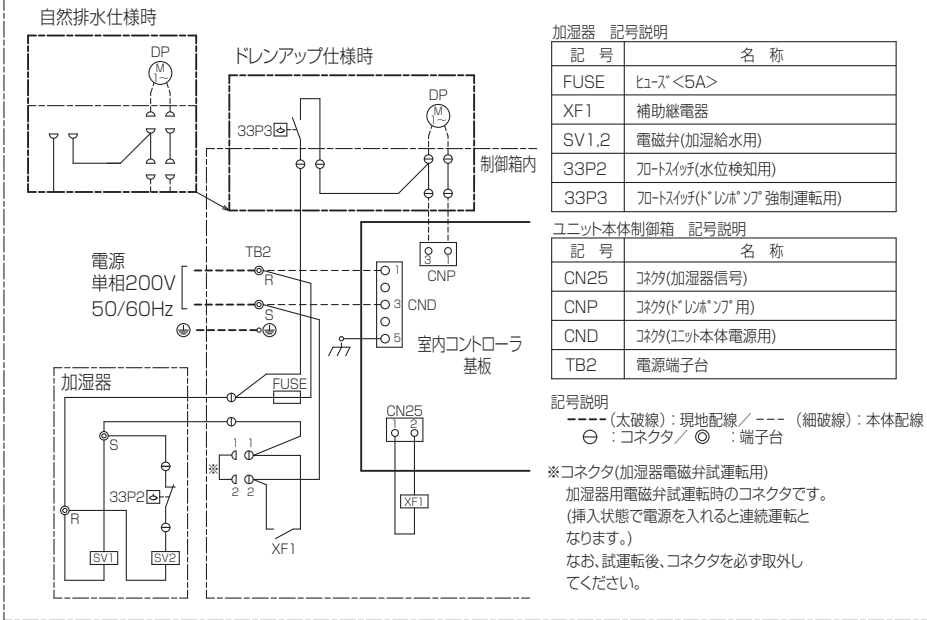 自然排水仕様時
DP
M
1～
ドレンアップ仕様時
DP
M
1～
33P3
制御箱内
3 1
CNP
電源
単相200V
50/60Hz
TB2
R
S
1
3 CND
5
室内コントローラ
基板
加湿器
FUSE
CN25
1 2
S
1 1
※
2 2
33P2
R
XF1
SV1
SV2
XF1
加湿器 記号説明
記 号 名 称
FUSE ﾋｭｰｽﾞ<5A>
XF1 補助継電器
SV1,2 電磁弁(加湿給水用)
33P2 ﾌﾛｰﾄｽｲｯﾁ(水位検知用)
33P3 ﾌﾛｰﾄｽｲｯﾁ(ﾄﾞﾚﾝﾎﾟﾝﾌﾟ強制運転用)
ユニット本体制御箱 記号説明
記 号 名 称
CN25 ｺﾈｸﾀ(加湿器信号)
CNP ｺﾈｸﾀ(ﾄﾞﾚﾝﾎﾟﾝﾌﾟ用)
CND ｺﾈｸﾀ(ﾕﾆｯﾄ本体電源用)
TB2 電源端子台
記号説明
(太破線)：現地配線／--- (細破線)：本体配線
：コネクタ／◎ ：端子台
※コネクタ(加湿器電磁弁試運転用)
加湿器用電磁弁試運転時のコネクタです。
(挿入状態で電源を入れると連続運転と
なります。)
なお、試運転後、コネクタを必ず取外し
てください。